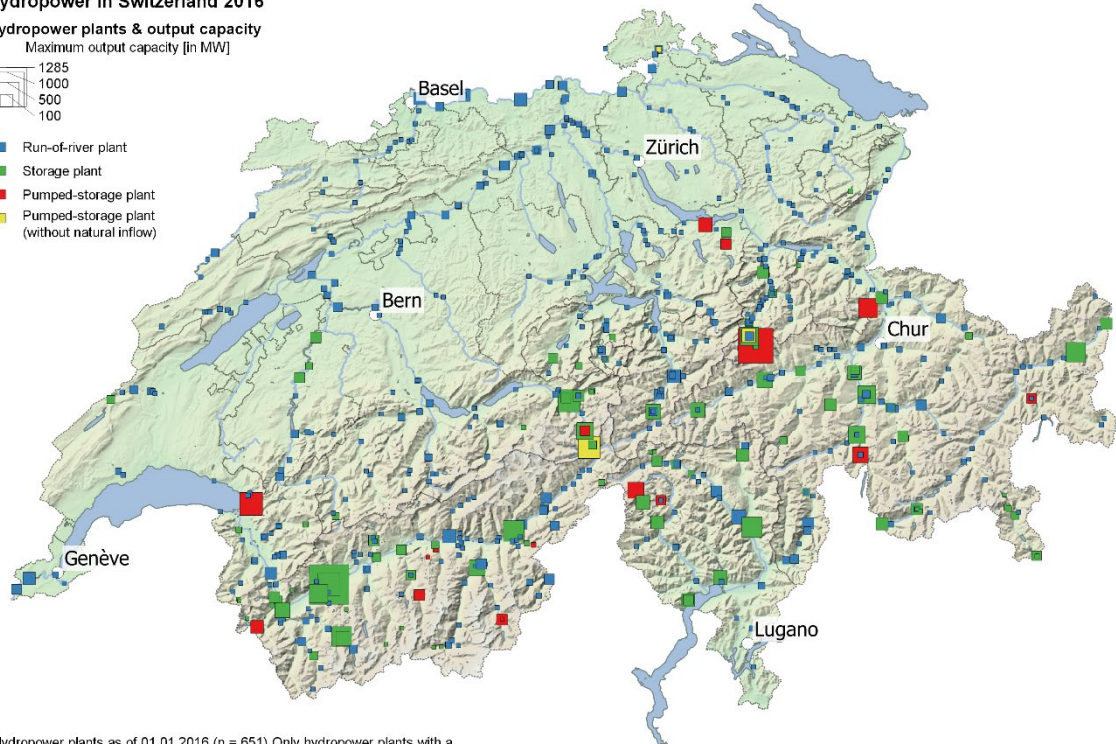 ydropower in Switzerland 2016
ydropower plants & output capacity
Maximum output capacity [in MW]
1285
1000
500
100
Run-of-river plant
Storage plant
Pumped-storage plant
Pumped-storage plant
(without natural inflow)
Basel
Zürich
Bern
Chur
Genève
Lugano
ydropower plants as of 01.01.2016 (n = 651) Only hydropower plants with a